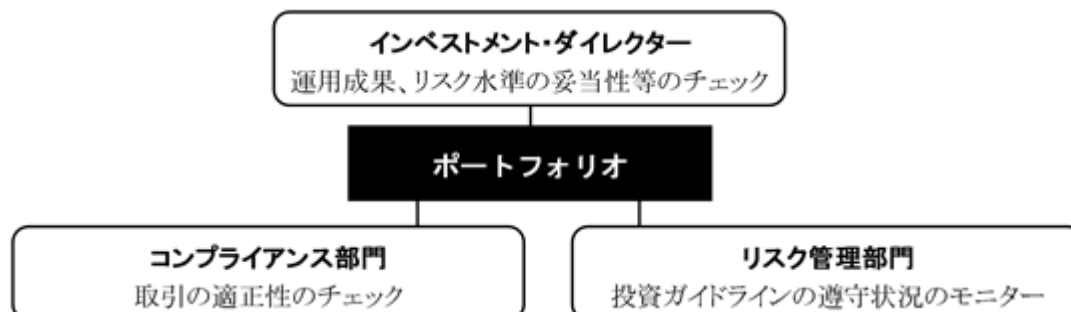 インベストメント・ダイレクター
運用成果、リスク水準の妥当性等のチェック
ポートフォリオ
コンプライアンス部門
取引の適正性のチェック
リスク管理部門
投資ガイドラインの遵守状況のモニター